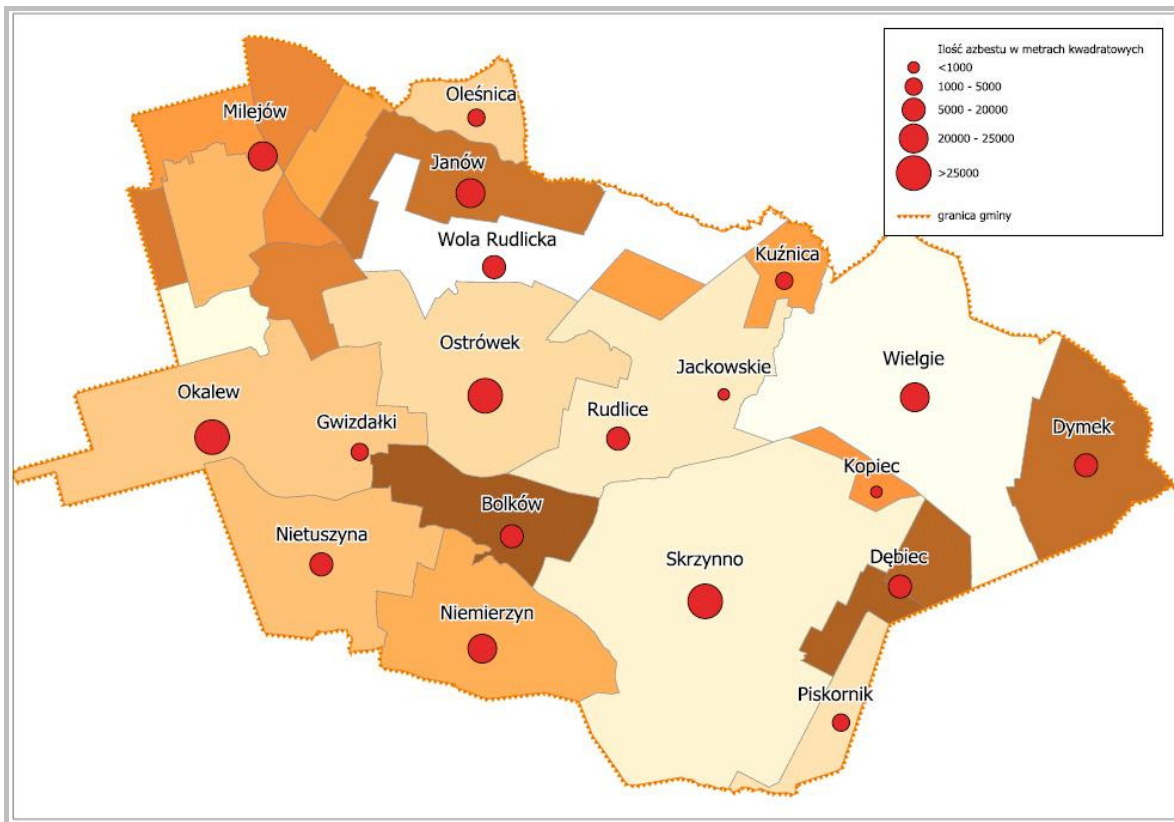 Ilość azbestu w metrach kwadratowych
<1000
1000 - 5000
5000 - 20000
20000 - 25000
>25000
granica gminy
Oleśnica
Milejów
Janów
Wola Rudlicka
Kuźnica
Ostrówek
Wielgie
Jackowskie
Okalew
Rudlice
Gwizdałki
Dymek
Kopiec
Bolków
Nietuszyna
Skrzynno
Dębiec
Niemierzyn
Piskornik